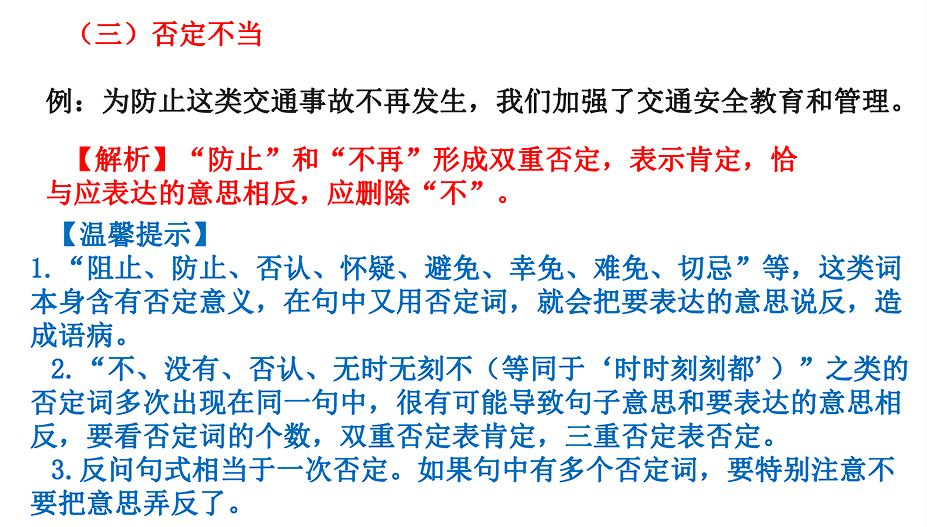 （三）否定不当
例：为防止这类交通事故不再发生，我们加强了交通安全教育和管理。
【解析】“防止”和“不再”形成双重否定，表示肯定，恰
与应表达的意思相反，应删除“不”。
【温馨提示】
1.“阻止、防止、否认、怀疑、避免、幸免、难免、切忌”等，这类词
本身含有否定意义，在句中又用否定词，就会把要表达的意思说反，造
成语病。
2.“不、没有、否认、无时无刻不（等同于‘时时刻刻都'）”之类的
否定词多次出现在同一句中，很有可能导致句子意思和要表达的意思相
反，要看否定词的个数，双重否定表肯定，三重否定表否定。
3.反问句式相当于一次否定。如果句中有多个否定词，要特别注意不
要把意思弄反了。